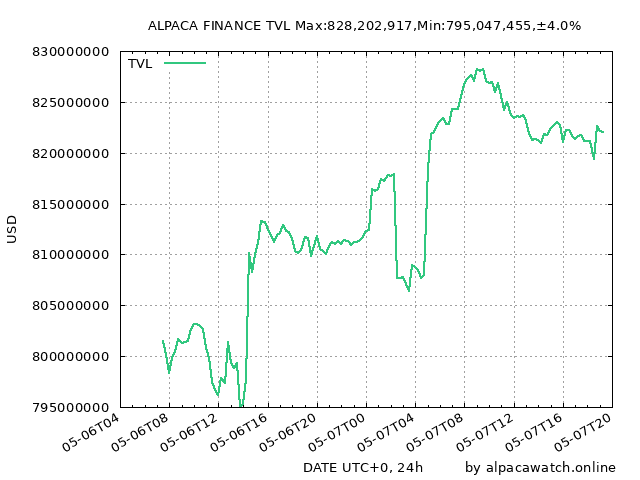 ALPACA FINANCE TVL Max:828,202,917,Min:795,047,455,±4.0%
830000000
TVL
825000000
820000000
815000000
USD
810000000
805000000
800000000
795000000
05-06T04
05-06T08
05-06T12
05-06T16
05-06T20
05-07T00
05-07T04
05-07T08
05-07T12
05-07T16
05-07T20
DATE UTC+0, 24h
by alpacawatch.online